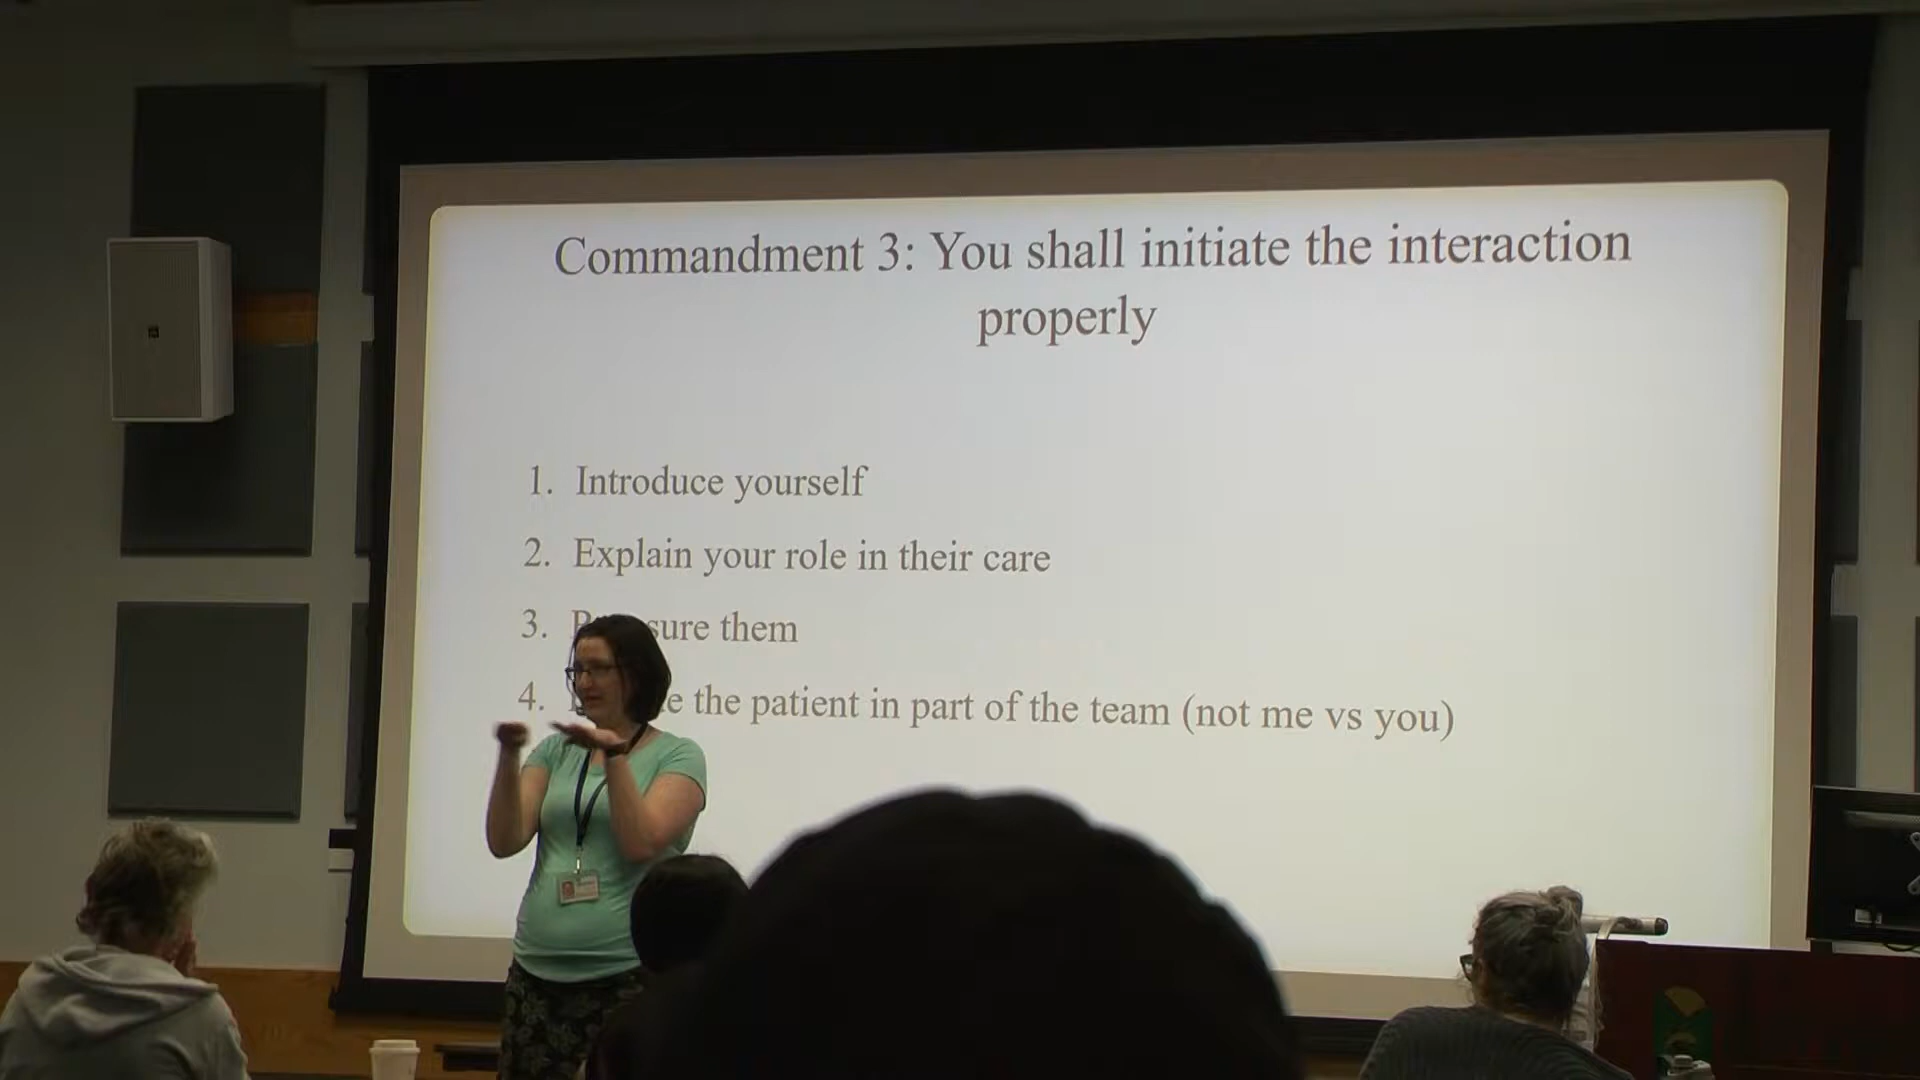 Commandment 3: You shall initiate the interaction
properly
1. Introduce yourself
2. Explain your role in their care
3. them
4. the patient in part of the team (not me vs you)